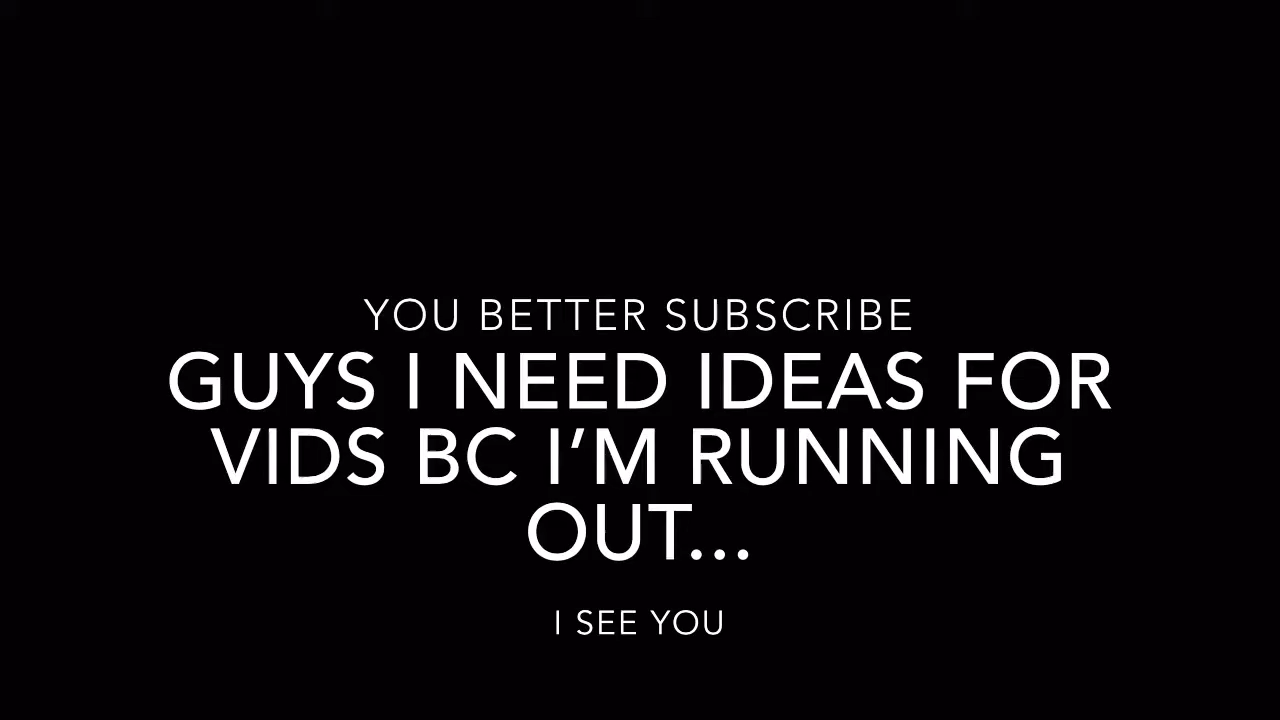 YOU BETTER SUBSCRIBE
GUYS I NEED IDEAS FOR
VIDS BC I’M RUNNING
OUT...
I SEE YOU